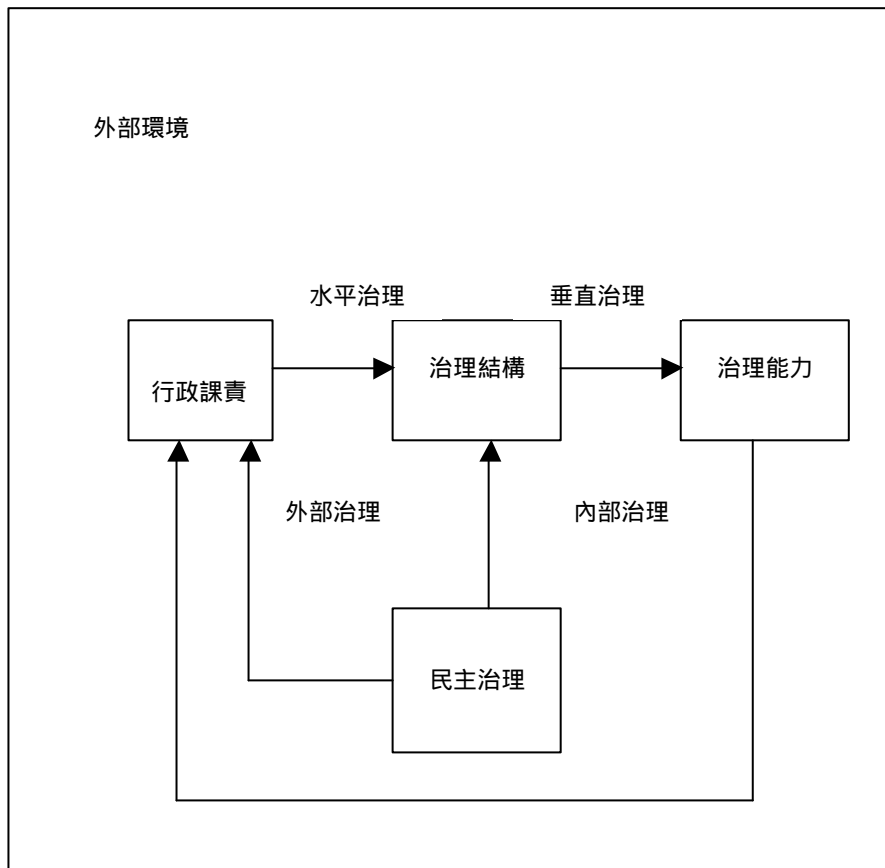 外部環境
水平治理
垂直治理
行政課責
治理結構
治理能力
外部治理
內部治理
民主治理